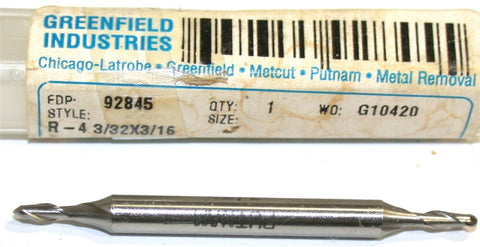 GREENFIELD
INDUSTRIES
Chicago-Latrobe • Greenfield • Metcut • Putnam • Metal Removal
EDP· 92845 QTY: 1 WO: G10420
STYLE: SIZE:
R-4 3/32X3/16
PUTNAM